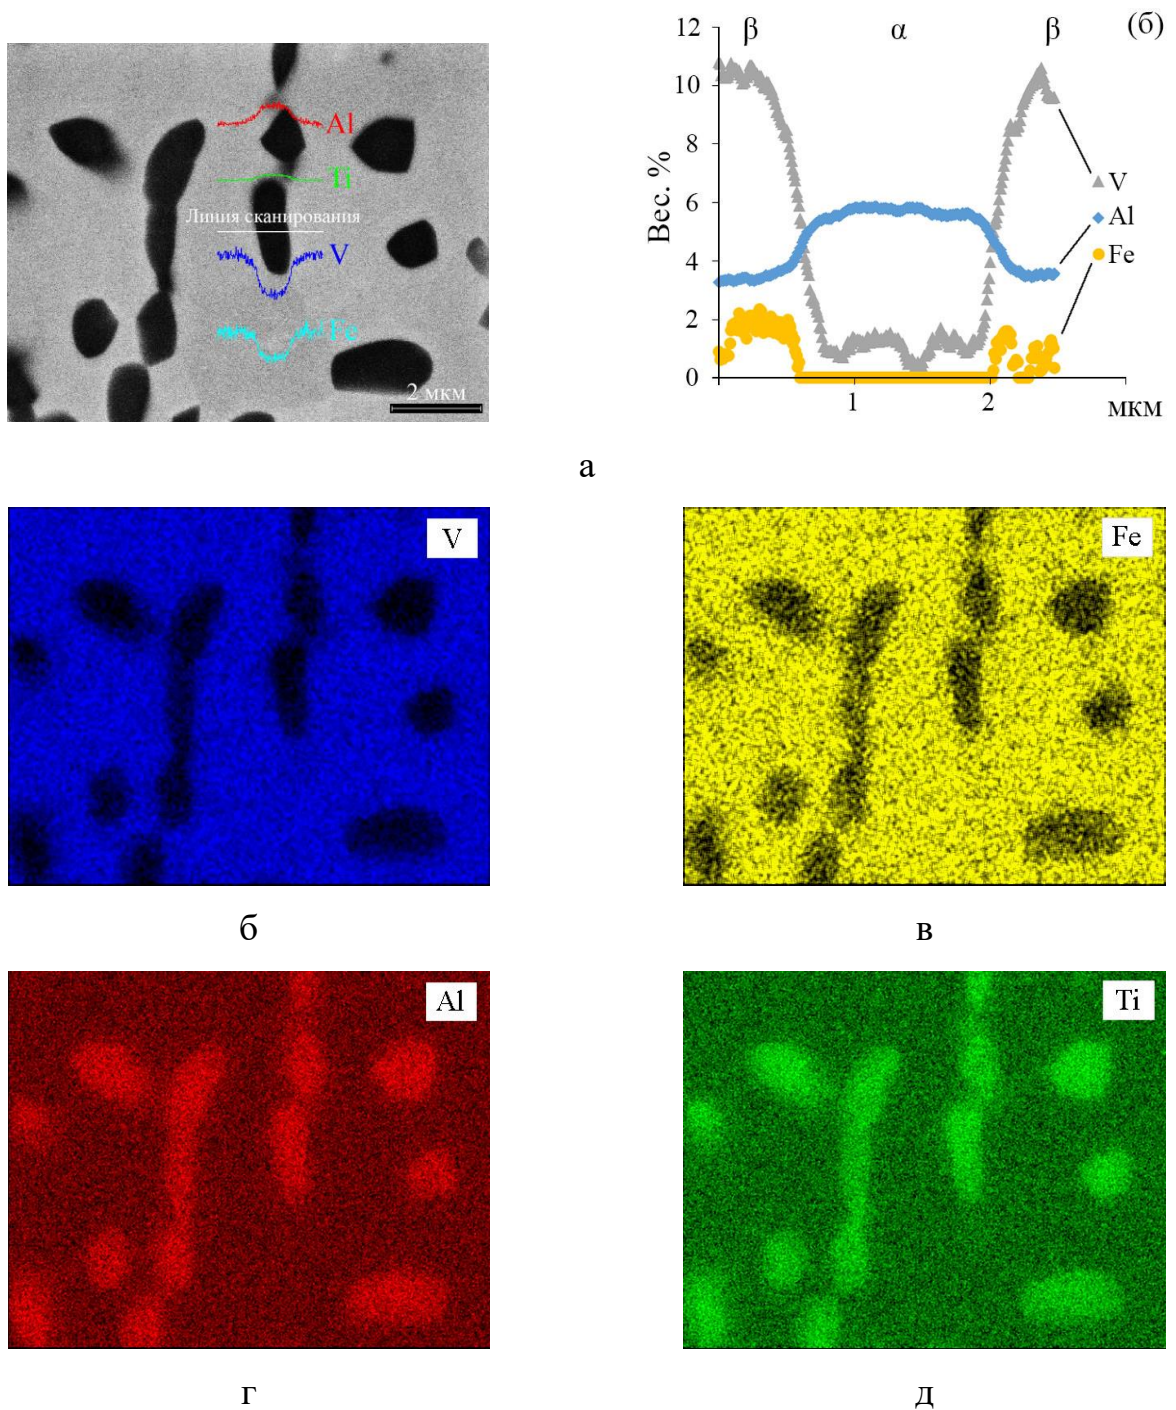 Al
Ti
Линия сканирования
V
Fe
2 мкм
(б)
β α β
Вес. %
12
10
8
6
4
2
0
1 2
мкм
V
Al
Fe
а
V
Fe
б
в
Al
Ti
г
д